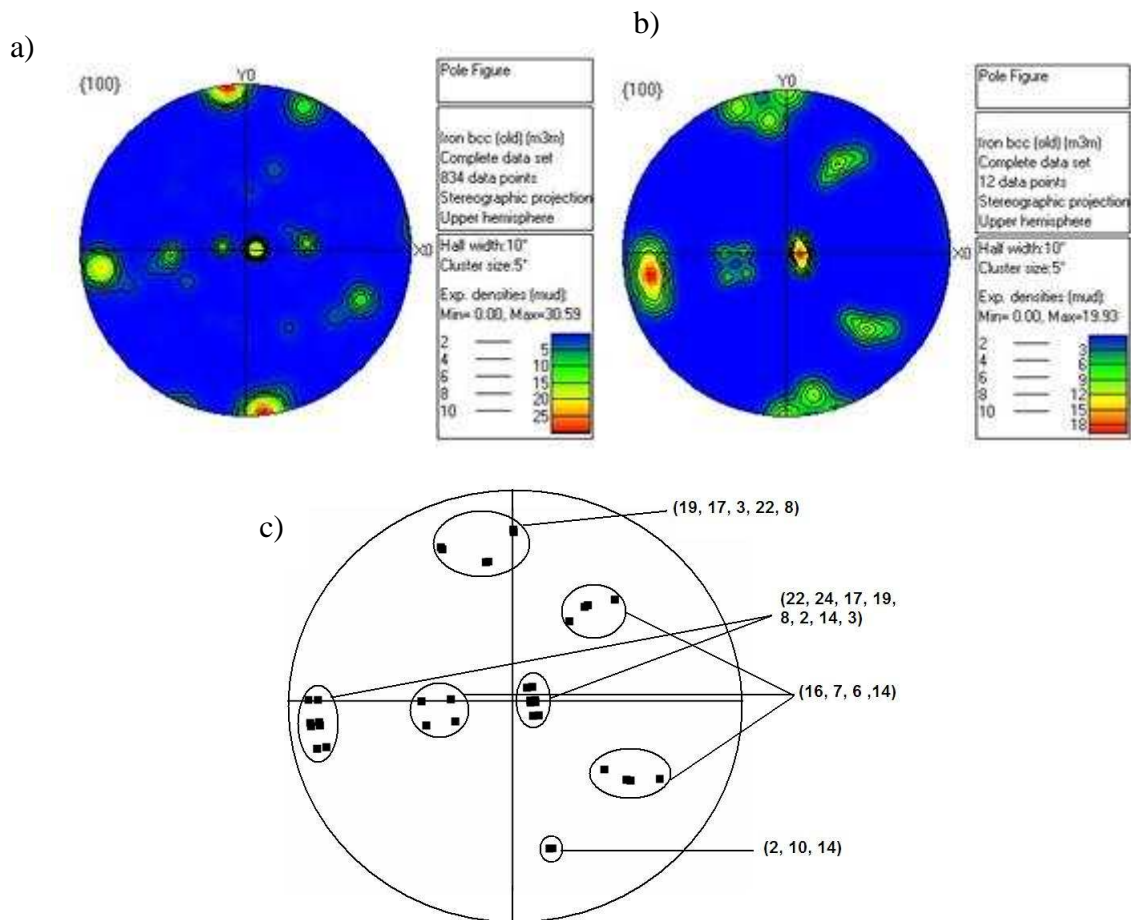 a)
{100}
Y0
X0
Pole Figure
Iron bcc (old) (m3m)
Complete data set
834 data points
Stereographic projection
Upper hemisphere
Half width:10°
Cluster size:5°
Exp. densities (mud):
Min= 0.00, Max=30.59
2
4
6
8
10
5
10
15
20
25
b)
{100}
Y0
X0
Pole Figure
Iron bcc (old) (m3m)
Complete data set
12 data points
Stereographic projection
Upper hemisphere
Half width:10°
Cluster size:5°
Exp. densities (mud):
Min= 0.00, Max=19.93
2
4
6
8
10
3
6
9
12
15
18
c)
(19, 17, 3, 22, 8)
(22, 24, 17, 19,
8, 2, 14, 3)
(16, 7, 6 ,14)
(2, 10, 14)